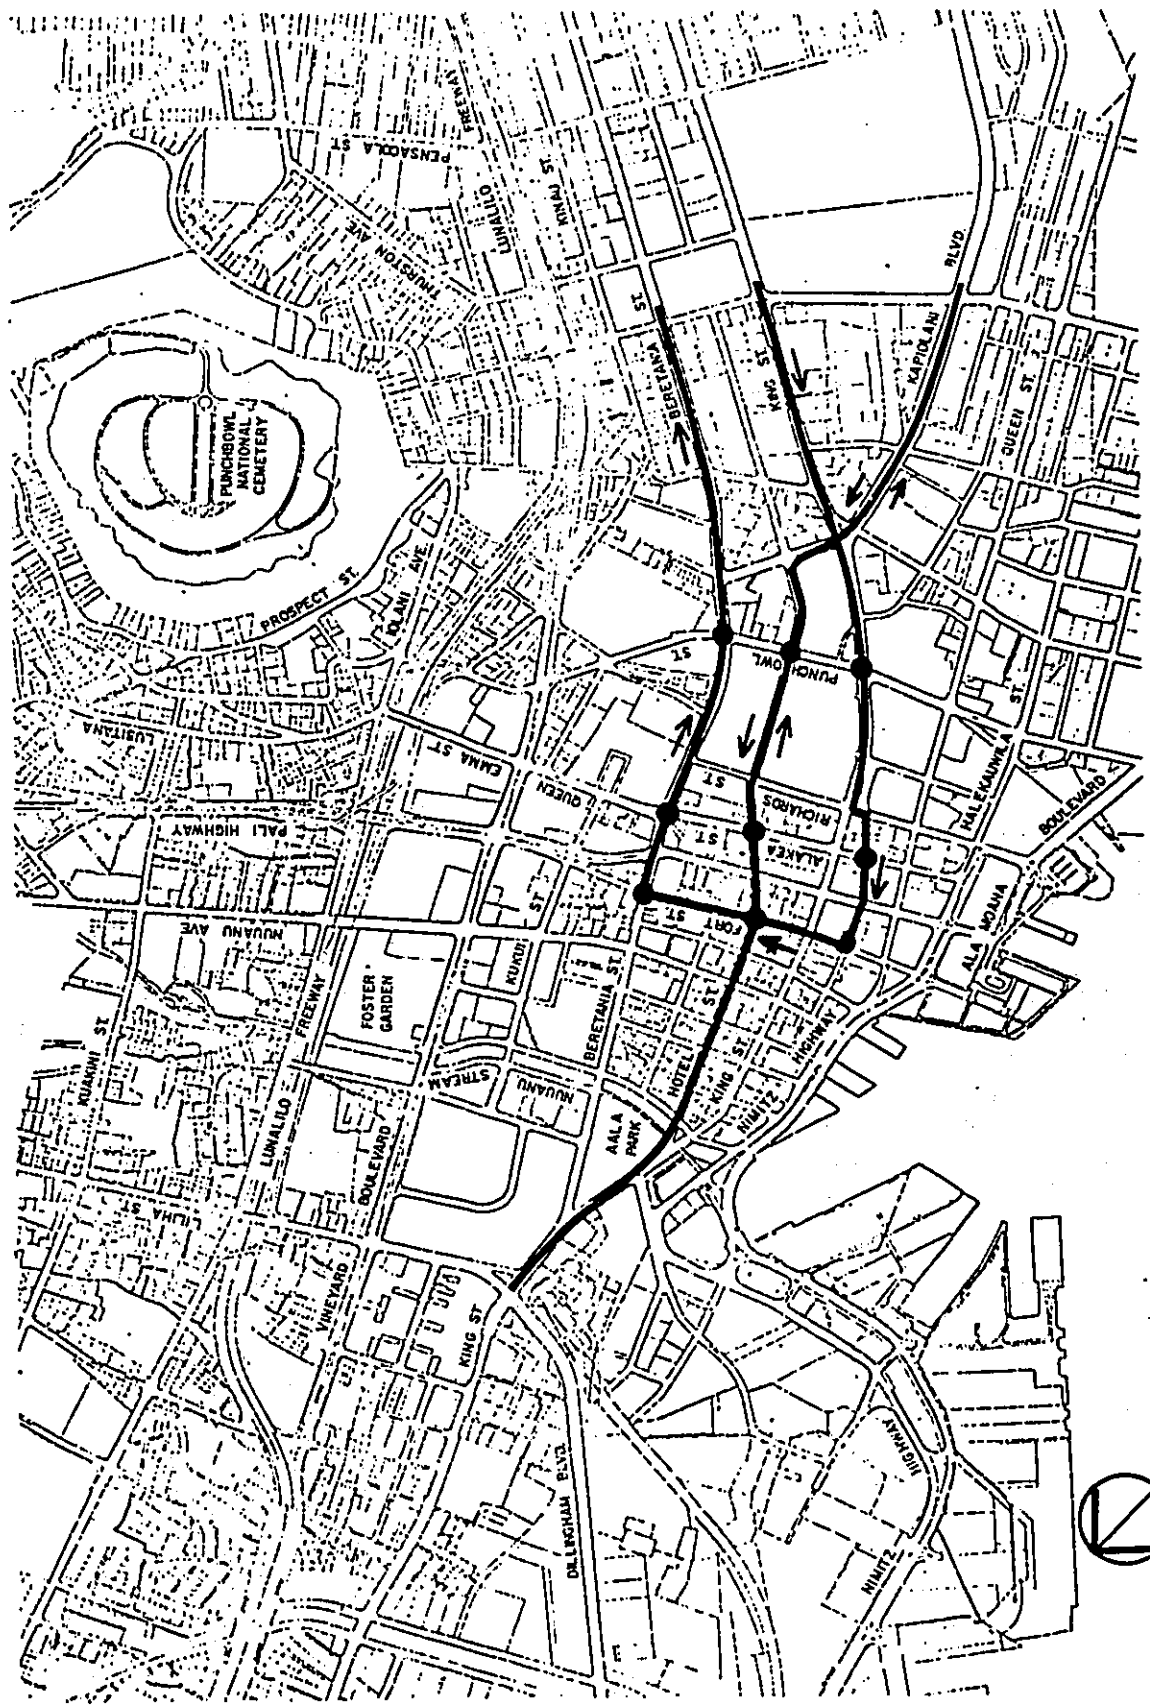 PENSACOLA ST.
LUNALILO FREEWAY
KINAU ST.
THURSTON AVE
PUNCHBOWL
NATIONAL
CEMETERY
BERETANIA ST.
KING ST.
KAPIOLANI BLVD.
QUEEN ST.
PROSPECT ST.
IOLANI AVE.
LUSITANA
EMMA ST
QUEEN
PUNCHBOWL ST.
HALEKAUWILA ST.
RICHARDS ST.
ALAKEA ST.
PALI HIGHWAY
ALA MOANA BOULEVARD
NUUANU AVE
FORT ST.
KUKUI ST.
FOSTER
GARDEN
KUAKINI ST.
LUNALILO FREEWAY
BERETANIA ST.
HOTEL ST.
KING ST.
NIMITZ HIGHWAY
NUUANU STREAM
AALA
PARK
LILIHA ST.
VINEYARD BOULEVARD
KING ST
DILLINGHAM BLVD.
NIMITZ HIGHWAY